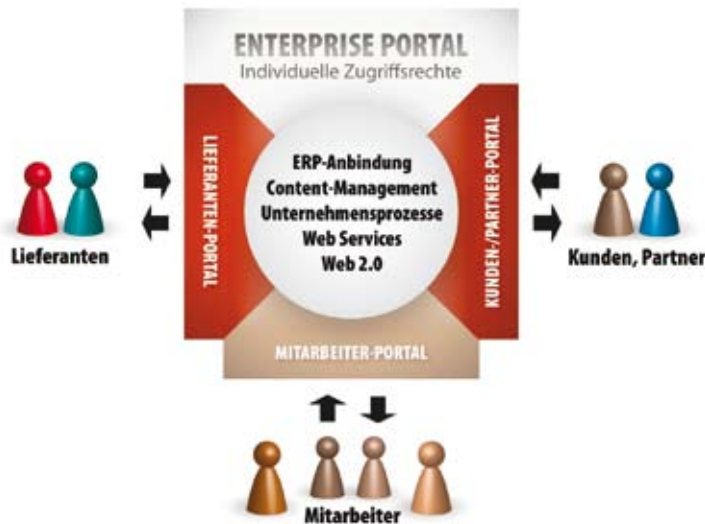 ENTERPRISE PORTAL
Individuelle Zugriffsrechte
LIEFERANTEN-PORTAL
ERP-Anbindung
Content-Management
Unternehmensprozesse
Web Services
Web 2.0
KUNDEN-/PARTNER-PORTAL
Lieferanten
Kunden, Partner
MITARBEITER-PORTAL
Mitarbeiter